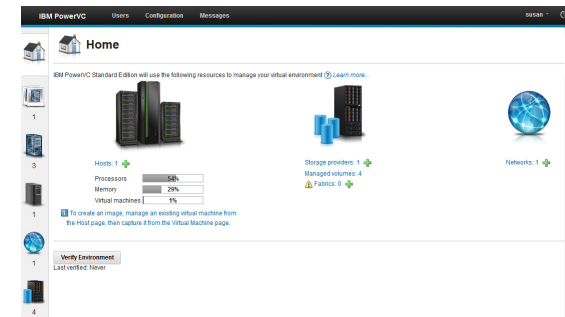 IBM PowerVC Users Configuration Messages susan
Home
IBM PowerVC Standard Edition will use the following resources to manage your virtual environment ? Learn more...
1
3
1
1
4
Hosts: 1
Processors 54%
Memory 29%
Virtual machines 1%
To create an image, manage an existing virtual machine from
the Host page, then capture it from the Virtual Machine page.
Storage providers: 1
Managed volumes: 4
Fabrics: 0
Networks: 1
Verify Environment
Last verified: Never